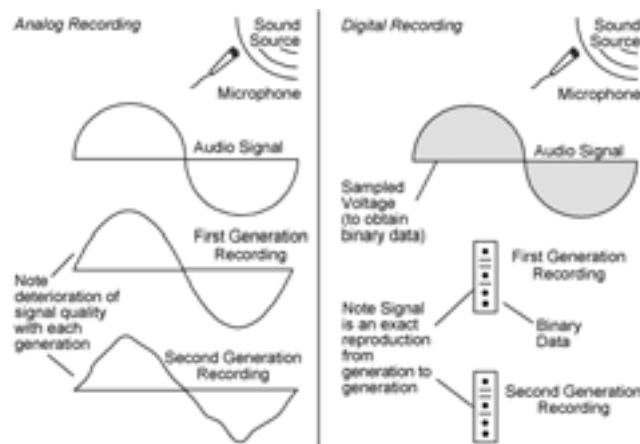 Analog Recording
Sound
Source
Microphone
Audio Signal
First Generation
Recording
Note
deterioration of
signal quality
with each
generation
Second Generation
Recording
Digital Recording
Sound
Source
Microphone
Audio Signal
Sampled
Voltage
(to obtain
binary data)
First Generation
Recording
Note Signal
is an exact
reproduction
from
generation to
generation
Binary
Data
Second Generation
Recording